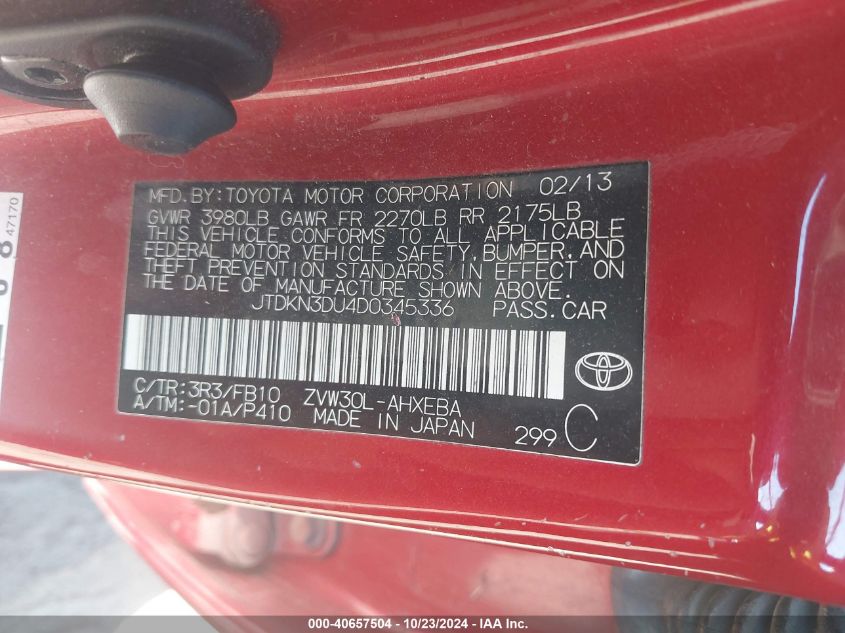 MFD.BY:TOYOTA MOTOR CORPORATION 02/13
GVWR 3980LB GAWR FR 2270LB RR 2175LB
THIS VEHICLE CONFORMS TO ALL APPLICABLE
FEDERAL MOTOR VEHICLE SAFETY,BUMPER,AND
THEFT PREVENTION STANDARDS IN EFFECT ON
THE DATE OF MANUFACTURE SHOWN ABOVE.
JTDKN3DU4D0345336 PASS.CAR
C/TR:3R3/FB10 ZVW30L-AHXEBA
A/TM:-01A/P410 MADE IN JAPAN 299 C
47170
000-40657504 - 10/23/2024 - IAA Inc.